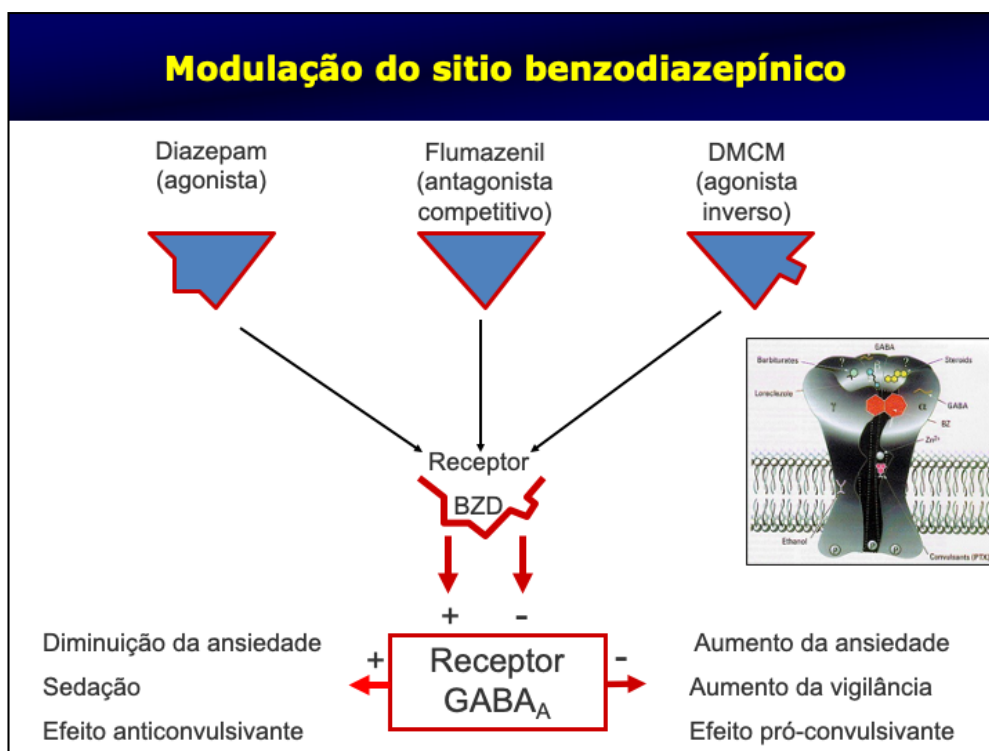 Modulação do sitio benzodiazepínico
Diazepam
(agonista)
Flumazenil
(antagonista
competitivo)
DMCM
(agonista
inverso)
GABA
Barbiturates
?
?
Steroids
Loreclezole
γ
α
GABA
BZ
Zn2+
Ethanol
P
P
P
Convulsants (PTX)
Receptor
BZD
+
-
Diminuição da ansiedade
Sedação
Efeito anticonvulsivante
+
Receptor
GABAA
-
Aumento da ansiedade
Aumento da vigilância
Efeito pró-convulsivante